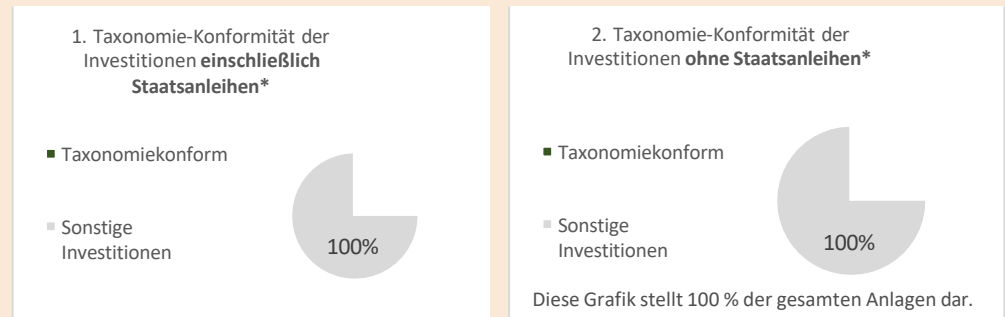 1. Taxonomie-Konformität der
Investitionen einschließlich
Staatsanleihen*
Taxonomiekonform
Sonstige
Investitionen
100%
2. Taxonomie-Konformität der
Investitionen ohne Staatsanleihen*
Taxonomiekonform
Sonstige
Investitionen
100%
Diese Grafik stellt 100 % der gesamten Anlagen dar.